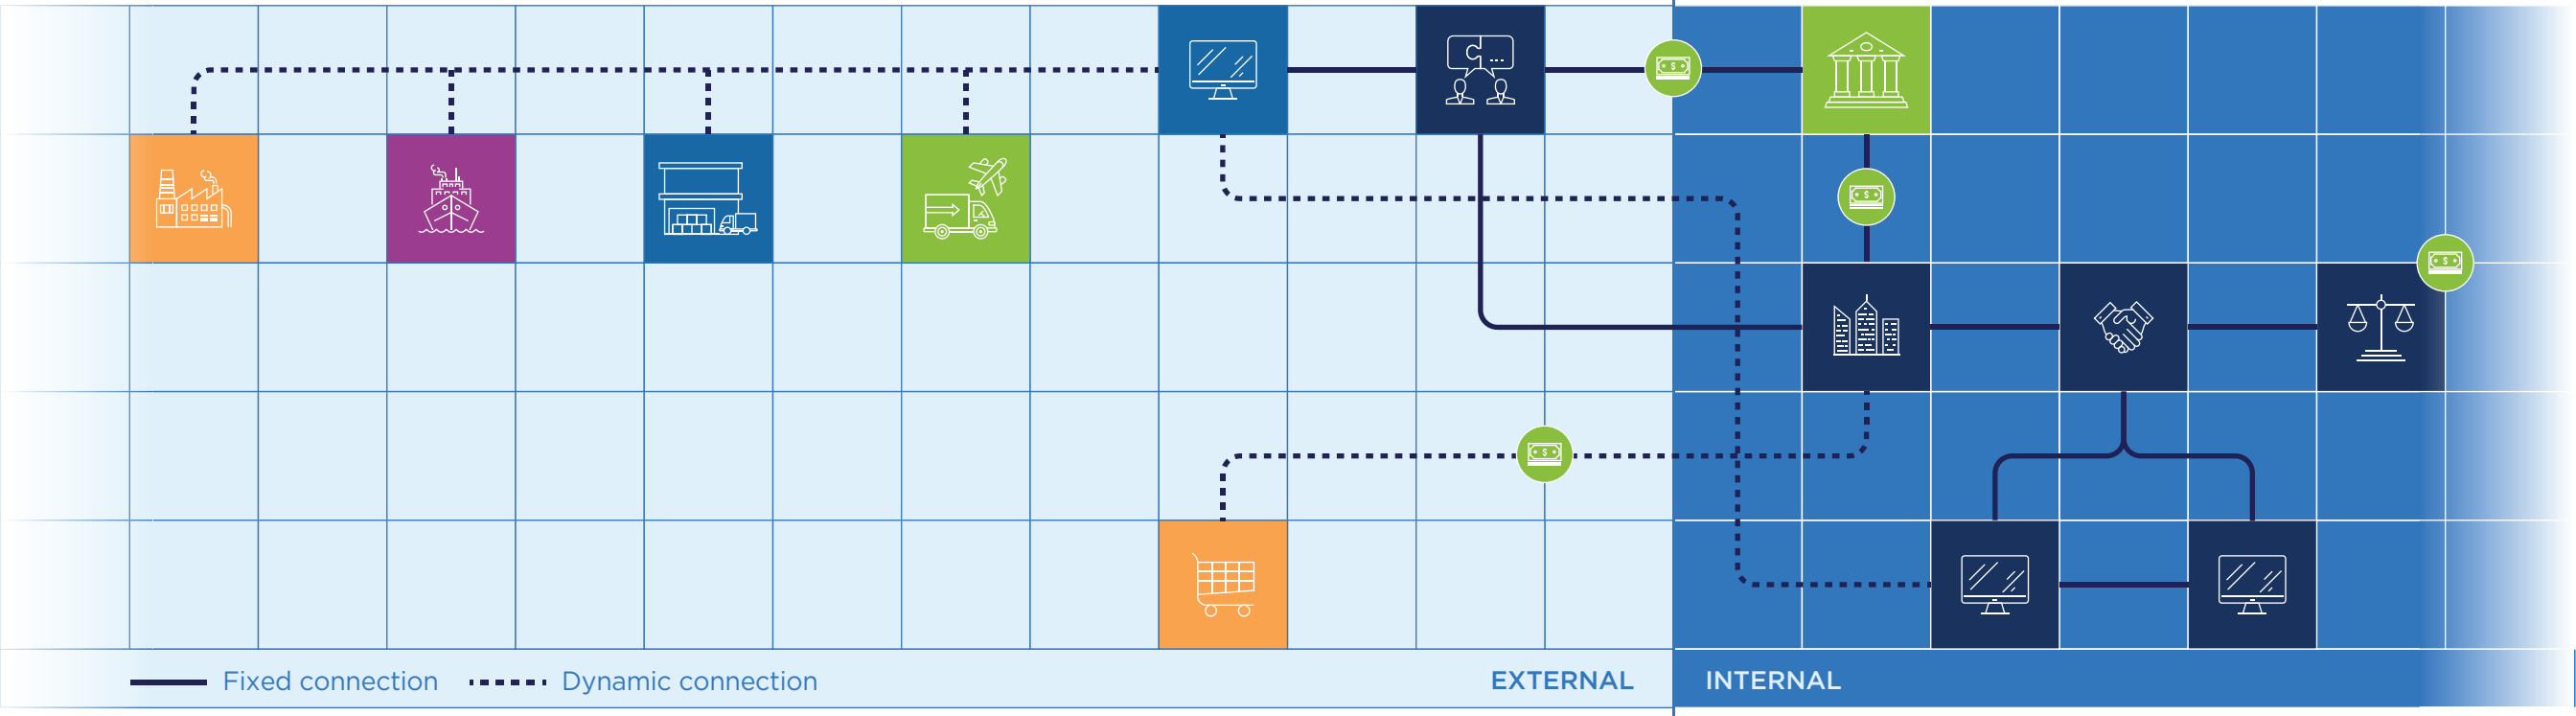 Fixed connection
Dynamic connection
EXTERNAL
INTERNAL